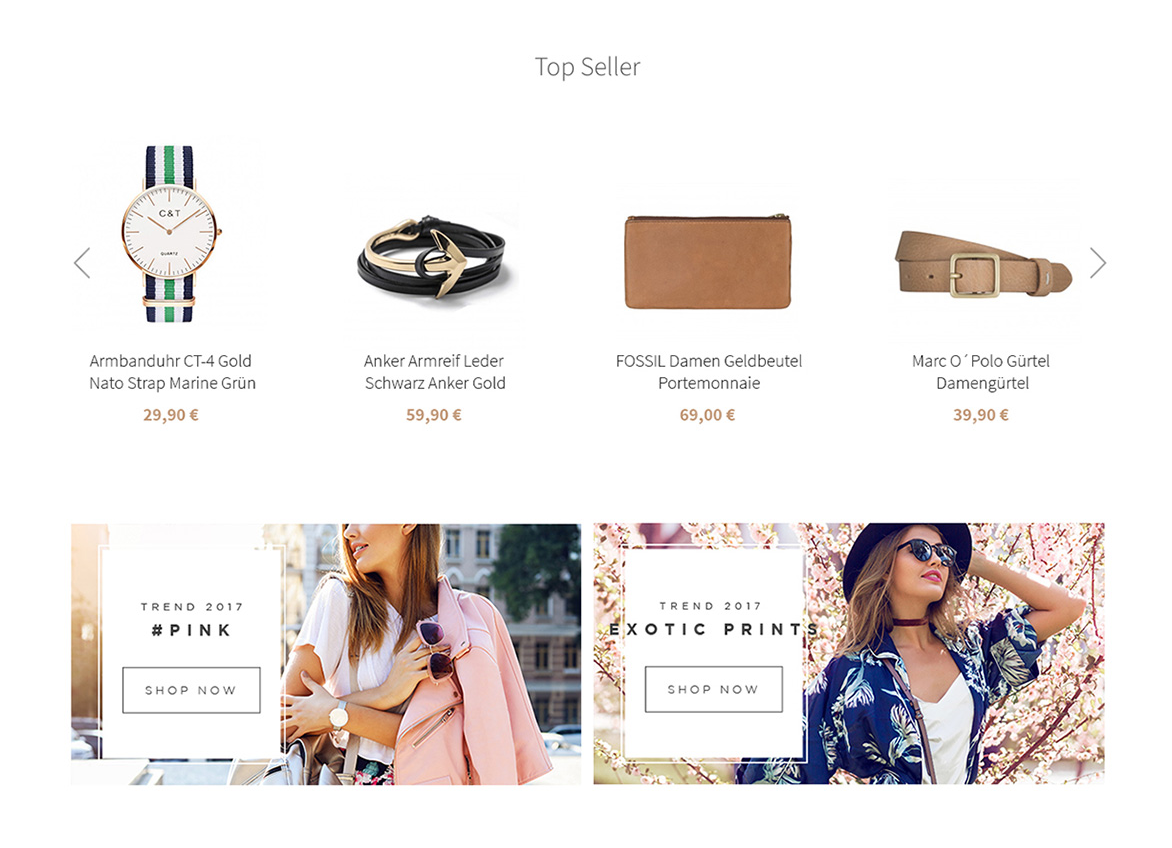 Top Seller
C&T
QUARTZ
Armbanduhr CT-4 Gold
Nato Strap Marine Grün
29,90 €
Anker Armreif Leder
Schwarz Anker Gold
59,90 €
FOSSIL Damen Geldbeutel
Portemonnaie
69,00 €
Marc O´Polo Gürtel
Damengürtel
39,90 €
TREND 2017
#PINK
SHOP NOW
TREND 2017
EXOTIC PRINTS
SHOP NOW